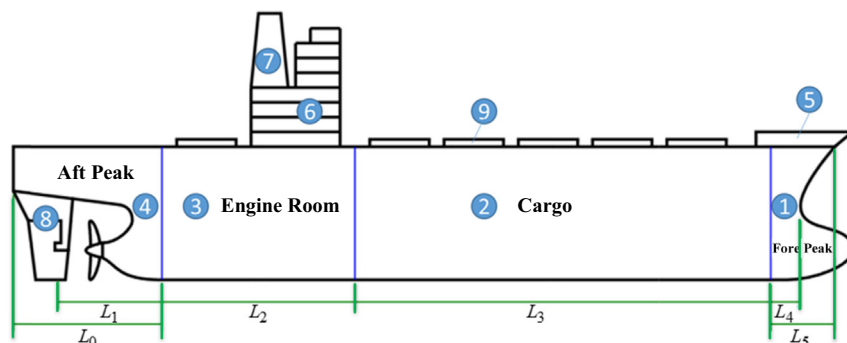 7
6
9
5
Aft Peak
8
4
3
Engine Room
2
Cargo
1
Fore Peak
L1
L2
L3
L4
L0
L5